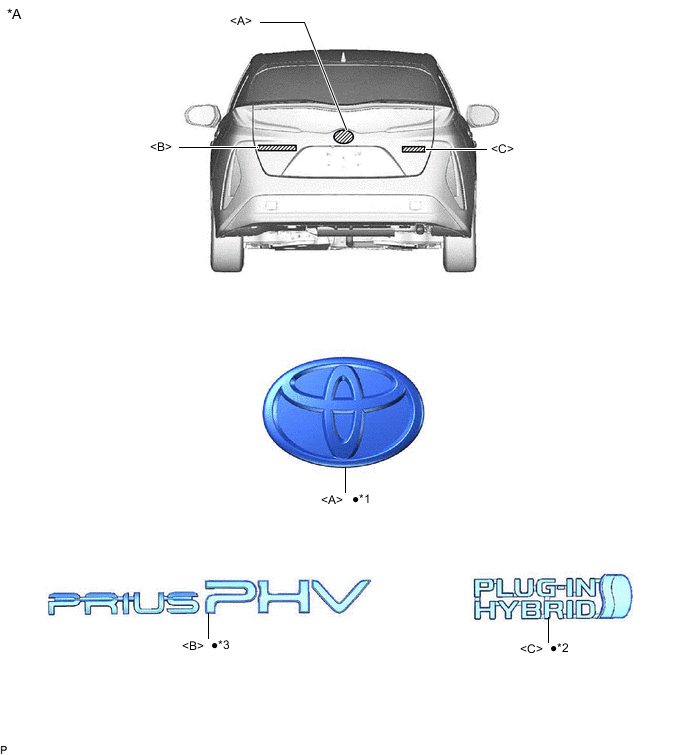 *A
<A>
<B>
<C>
<A> ●*1
PRIUS PHV
PLUG-IN
HYBRID
<B> ●*3
<C> ●*2
P